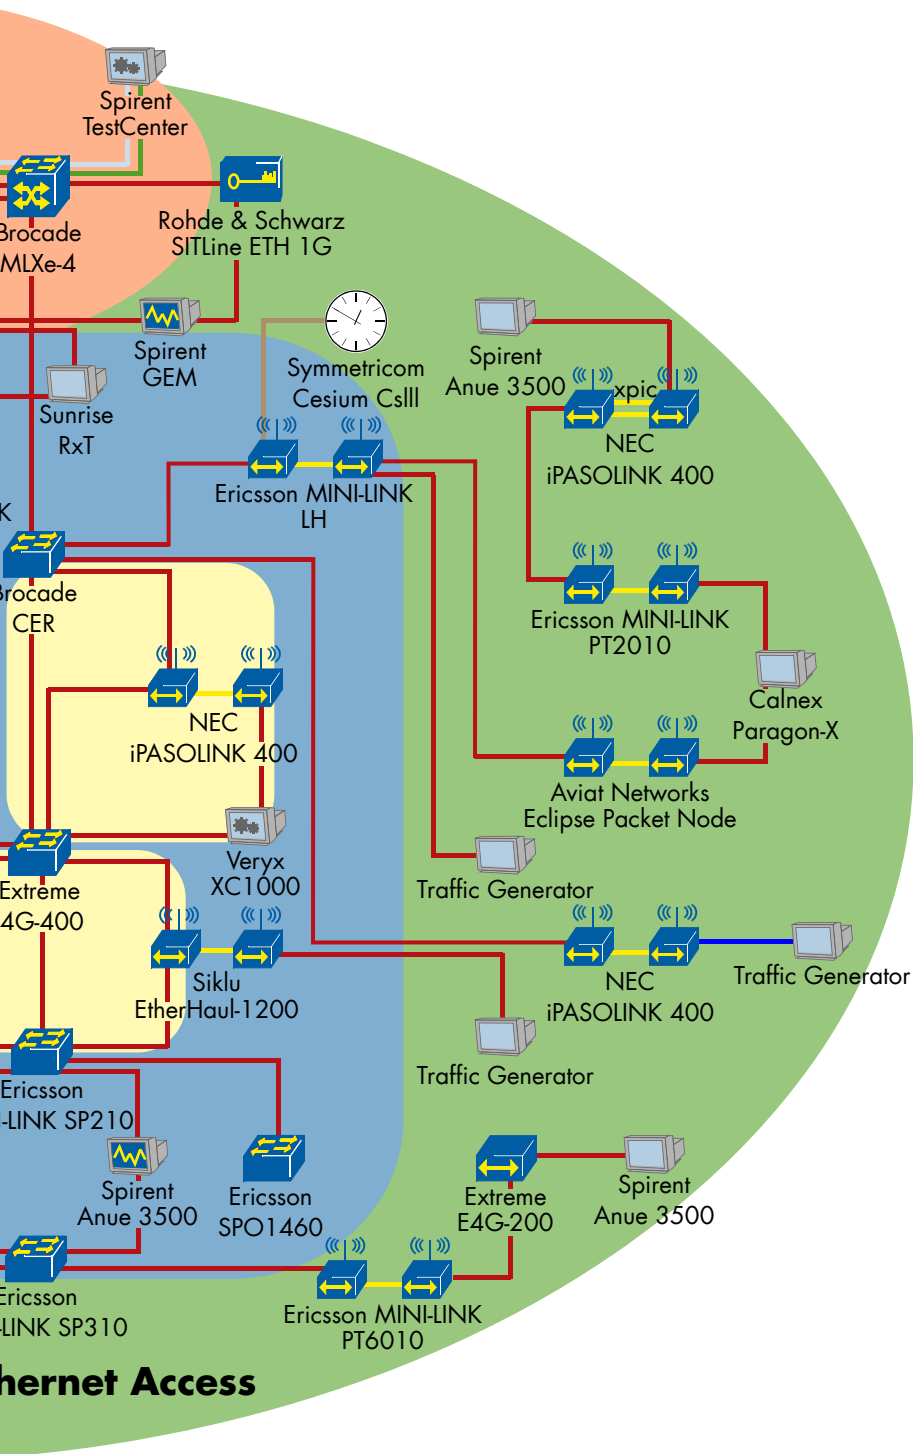 Spirent
TestCenter
Rohde & Schwarz
SITLine ETH 1G
Brocade
MLXe-4
Spirent
GEM
Symmetricom
Cesium CsIII
Spirent
Anue 3500
xpic
NEC
iPASOLINK 400
Sunrise
RxT
Ericsson MINI-LINK
LH
K
Brocade
CER
Ericsson MINI-LINK
PT2010
NEC
iPASOLINK 400
Calnex
Paragon-X
Aviat Networks
Eclipse Packet Node
Veryx
XC1000
Traffic Generator
Extreme
4G-400
Siklu
EtherHaul-1200
NEC
iPASOLINK 400
Traffic Generator
Traffic Generator
Ericsson
I-LINK SP210
Spirent
Anue 3500
Ericsson
SPO1460
Extreme
E4G-200
Spirent
Anue 3500
Ericsson
-LINK SP310
Ericsson MINI-LINK
PT6010
hernet Access